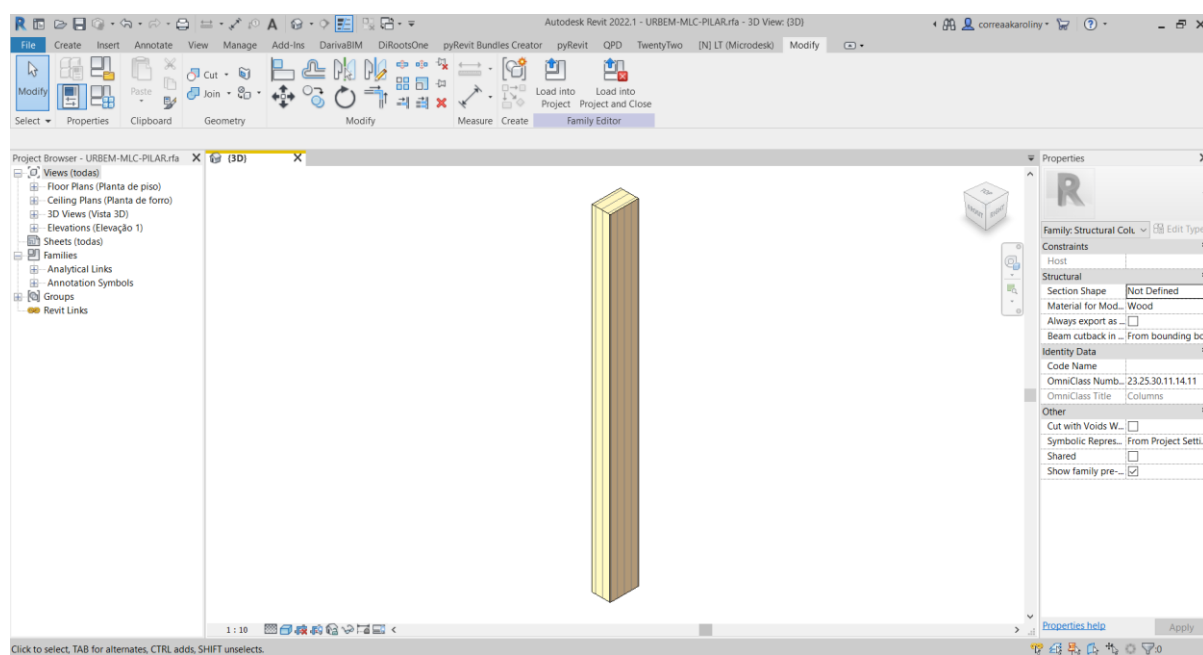 Autodesk Revit 2022.1 - URBEM-MLC-PILAR.rfa - 3D View: {3D}
correaakaroliny
File Create Insert Annotate View Manage Add-Ins DarivaBIM DiRootsOne pyRevit Bundles Creator pyRevit QPD TwentyTwo [N] LT (Microdesk) Modify
Modify
Paste
Cut
Join
Load into Project
Load into Project and Close
Select Properties Clipboard Geometry Modify Measure Create Family Editor
Project Browser - URBEM-MLC-PILAR.rfa
Views (todas)
Floor Plans (Planta de piso)
Ceiling Plans (Planta de forro)
3D Views (Vista 3D)
Elevations (Elevação 1)
Sheets (todas)
Families
Analytical Links
Annotation Symbols
Groups
Revit Links
{3D}
TOP
FRONT RIGHT
1 : 10
Properties
R
Family: Structural Colu Edit Type
Constraints
Host
Structural
Section Shape Not Defined
Material for Mod... Wood
Always export as ...
Beam cutback in ... From bounding bo
Identity Data
Code Name
OmniClass Numb... 23.25.30.11.14.11
OmniClass Title Columns
Other
Cut with Voids W...
Symbolic Repres... From Project Setti...
Shared
Show family pre-...
Properties help Apply
Click to select, TAB for alternates, CTRL adds, SHIFT unselects.
:0